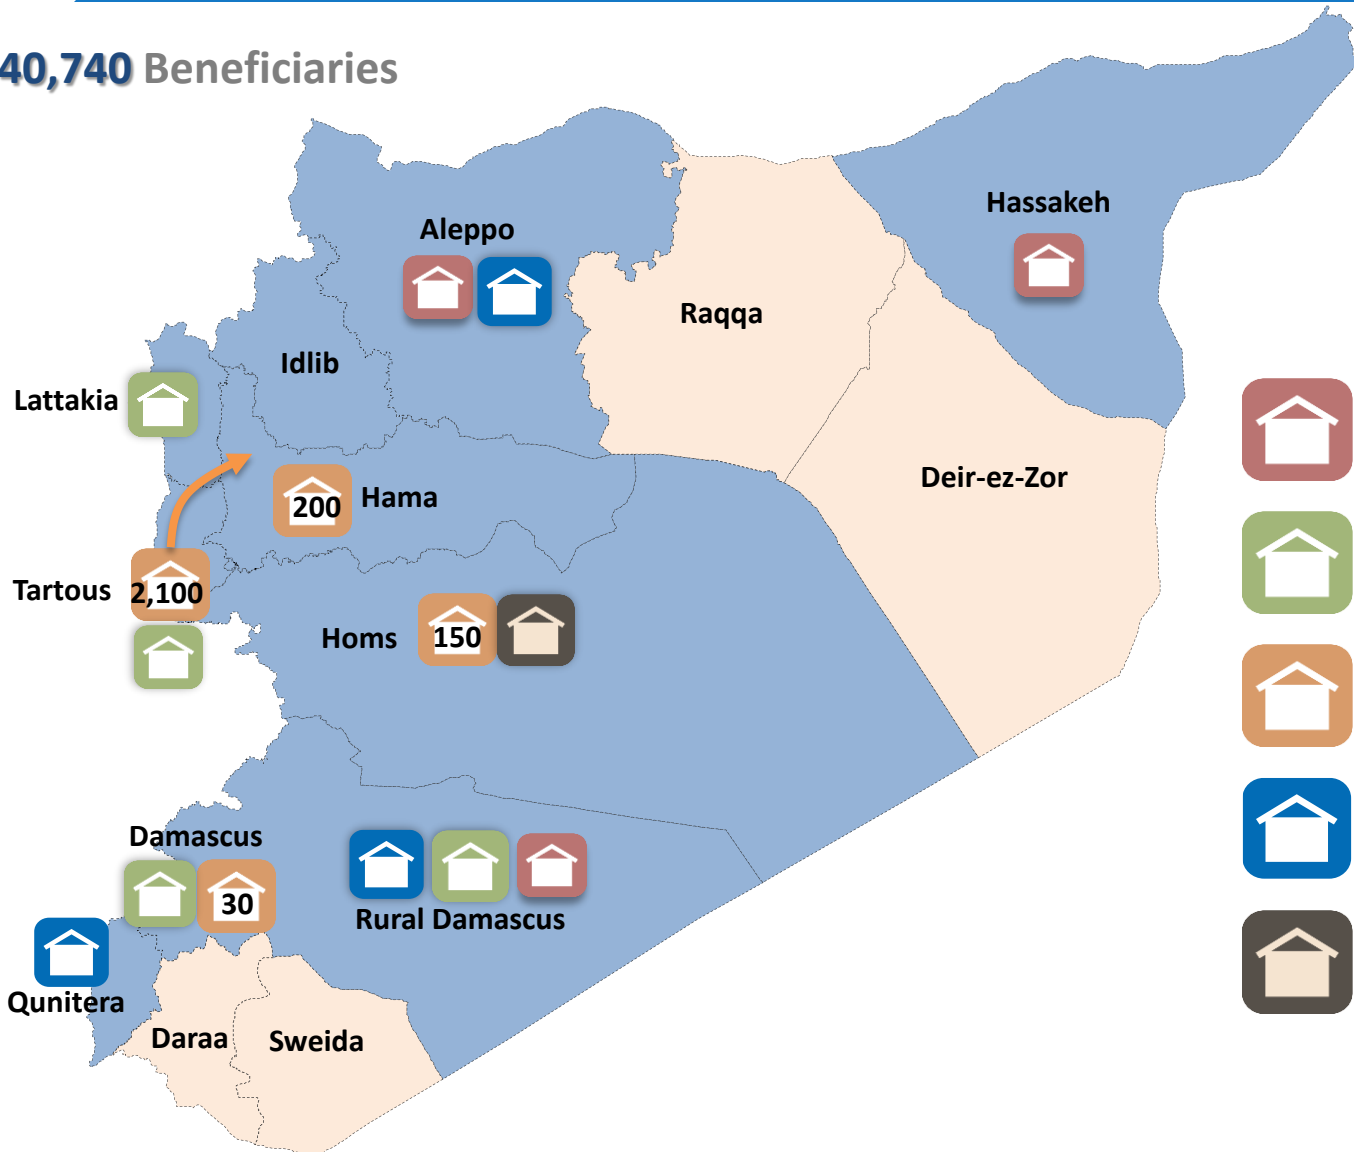 40,740 Beneficiaries
Hassakeh
Aleppo
Raqqa
Idlib
Lattakia
Deir-ez-Zor
200 Hama
Tartous 2,100
Homs 150
Damascus
30
Rural Damascus
Qunitera
Daraa Sweida